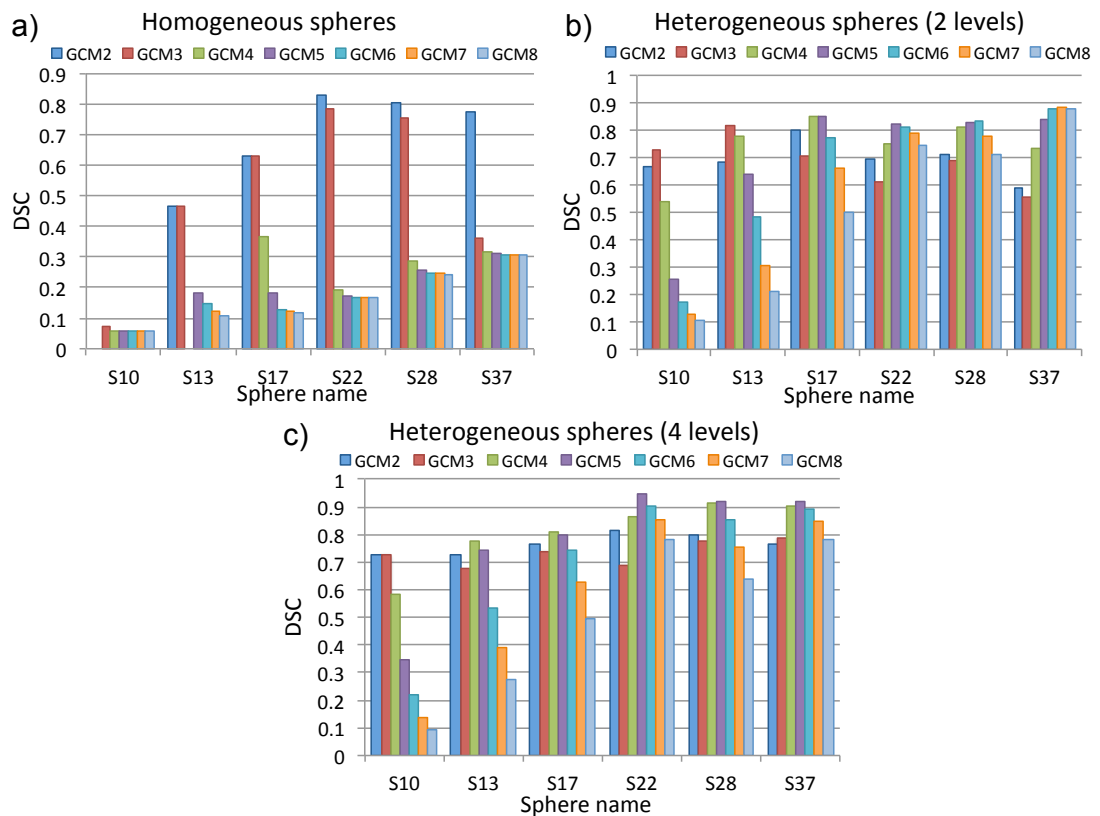 a)
Homogeneous spheres
GCM2 GCM3 GCM4 GCM5 GCM6 GCM7 GCM8
0.9
0.8
0.7
0.6
0.5
0.4
0.3
0.2
0.1
0
DSC
S10 S13 S17 S22 S28 S37
Sphere name
b)
Heterogeneous spheres (2 levels)
GCM2 GCM3 GCM4 GCM5 GCM6 GCM7 GCM8
1
0.9
0.8
0.7
0.6
0.5
0.4
0.3
0.2
0.1
0
DSC
S10 S13 S17 S22 S28 S37
Sphere name
c)
Heterogeneous spheres (4 levels)
GCM2 GCM3 GCM4 GCM5 GCM6 GCM7 GCM8
1
0.9
0.8
0.7
0.6
0.5
0.4
0.3
0.2
0.1
0
DSC
S10 S13 S17 S22 S28 S37
Sphere name